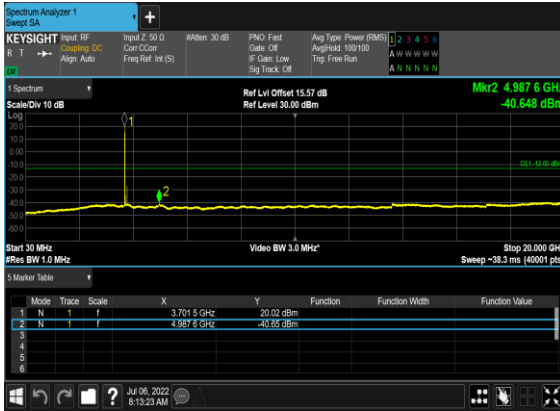 Spectrum Analyzer 1
Swept SA
KEYSIGHT
R T
Input: RF
Coupling: DC
Align: Auto
Input Z: 50 Ω
Corr CCorr
Freq Ref: Int (S)
#Atten: 30 dB
PNO: Fast
Gate: Off
IF Gain: Low
Sig Track: Off
Avg Type: Power (RMS)
Avg|Hold: 100/100
Trig: Free Run
1 2 3 4 5 6
A W W W W W
A N N N N N
1 Spectrum
Scale/Div 10 dB
Ref Lvl Offset 15.57 dB
Ref Level 30.00 dBm
Mkr2 4.987 6 GHz
-40.648 dBm
Log
20.0
10.0
0.00
-10.0
-20.0
-30.0
-40.0
-50.0
-60.0
1
2
DL1 -13.00 dBm
Start 30 MHz
#Res BW 1.0 MHz
Video BW 3.0 MHz*
Stop 20.000 GHz
Sweep ~38.3 ms (40001 pts)
5 Marker Table
Mode Trace Scale X Y Function Function Width Function Value
1 N 1 f 3.701 5 GHz 20.02 dBm
2 N 1 f 4.987 6 GHz -40.65 dBm
3
4
5
6
?
Jul 06, 2022
8:13:23 AM